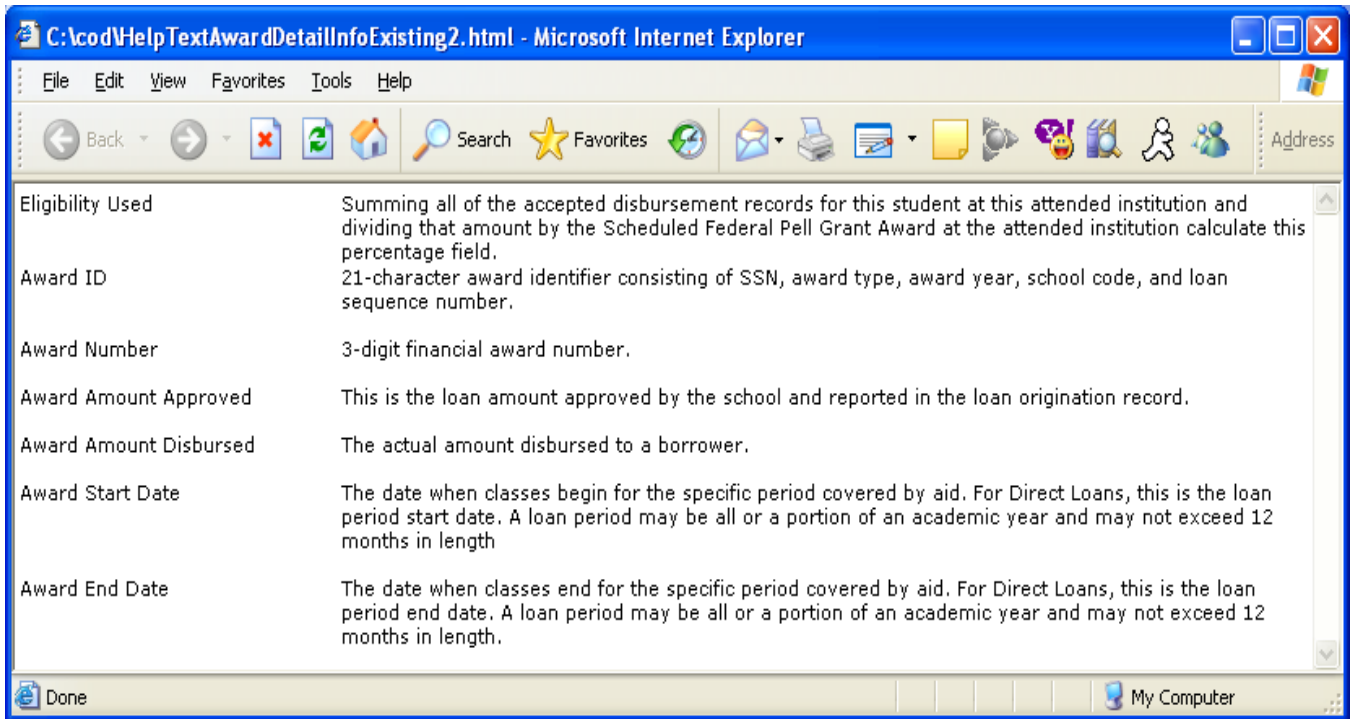 C:\cod\HelpTextAwardDetailInfoExisting2.html - Microsoft Internet Explorer
File Edit View Favorites Tools Help
Back Search Favorites Address
Eligibility Used Summing all of the accepted disbursement records for this student at this attended institution and
dividing that amount by the Scheduled Federal Pell Grant Award at the attended institution calculate this
percentage field.
Award ID 21-character award identifier consisting of SSN, award type, award year, school code, and loan
sequence number.
Award Number 3-digit financial award number.
Award Amount Approved This is the loan amount approved by the school and reported in the loan origination record.
Award Amount Disbursed The actual amount disbursed to a borrower.
Award Start Date The date when classes begin for the specific period covered by aid. For Direct Loans, this is the loan
period start date. A loan period may be all or a portion of an academic year and may not exceed 12
months in length
Award End Date The date when classes end for the specific period covered by aid. For Direct Loans, this is the loan
period end date. A loan period may be all or a portion of an academic year and may not exceed 12
months in length.
Done My Computer